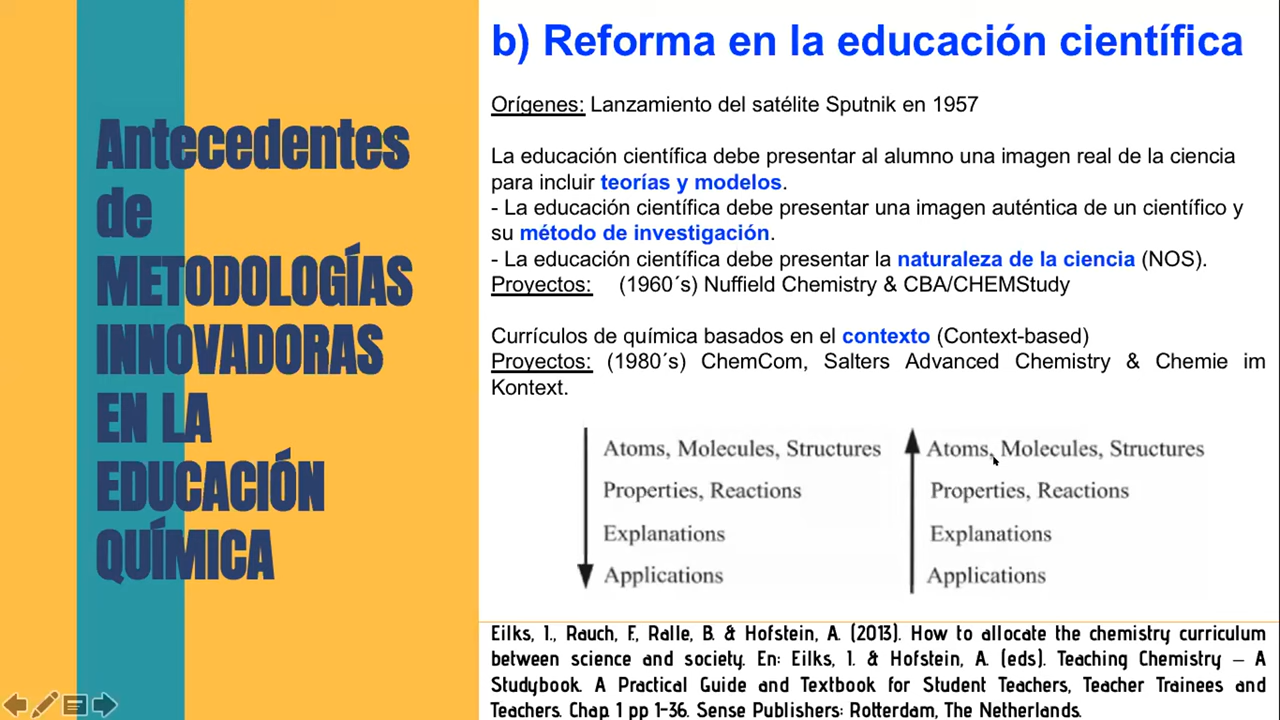 Antecedentes
de
METODOLOGÍAS
INNOVADORAS
EN LA
EDUCACIÓN
QUÍMICA
b) Reforma en la educación científica
Orígenes: Lanzamiento del satélite Sputnik en 1957
La educación científica debe presentar al alumno una imagen real de la ciencia
para incluir teorías y modelos.
- La educación científica debe presentar una imagen auténtica de un científico y
su método de investigación.
- La educación científica debe presentar la naturaleza de la ciencia (NOS).
Proyectos: (1960´s) Nuffield Chemistry & CBA/CHEMStudy
Currículos de química basados en el contexto (Context-based)
Proyectos: (1980´s) ChemCom, Salters Advanced Chemistry & Chemie im
Kontext.
Atoms, Molecules, Structures
Properties, Reactions
Explanations
Applications
Atoms, Molecules, Structures
Properties, Reactions
Explanations
Applications
Eilks, I., Rauch, F., Ralle, B. & Hofstein, A. (2013). How to allocate the chemistry curriculum
between science and society. En: Eilks, I. & Hofstein, A. (eds). Teaching Chemistry – A
Studybook. A Practical Guide and Textbook for Student Teachers, Teacher Trainees and
Teachers. Chap. 1 pp 1-36. Sense Publishers: Rotterdam, The Netherlands.